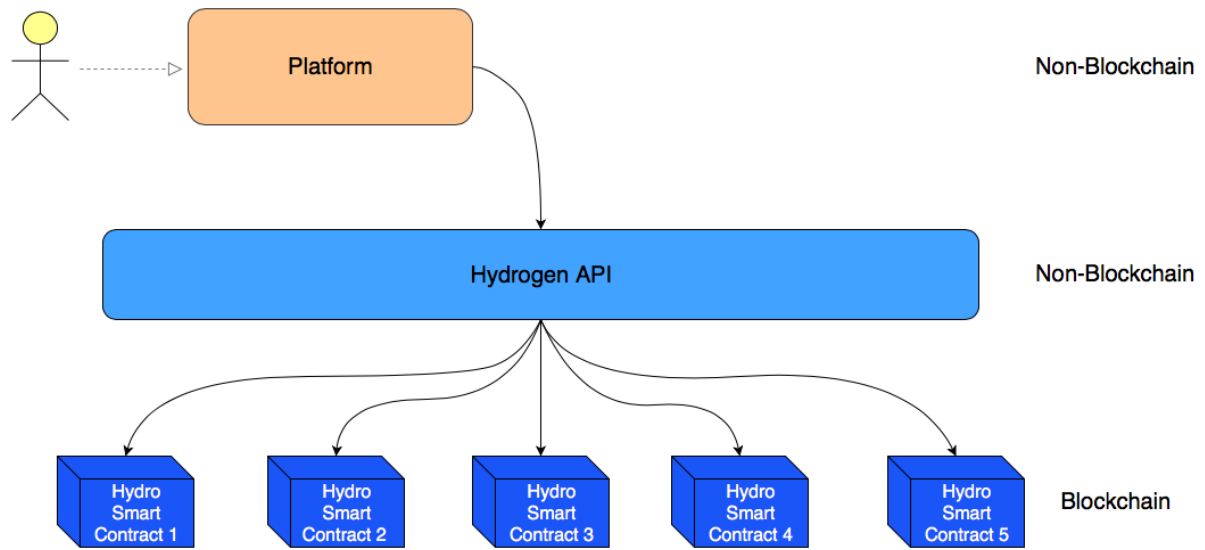 Platform
Non-Blockchain
Hydrogen API
Non-Blockchain
Hydro
Smart
Contract 1
Hydro
Smart
Contract 2
Hydro
Smart
Contract 3
Hydro
Smart
Contract 4
Hydro
Smart
Contract 5
Blockchain